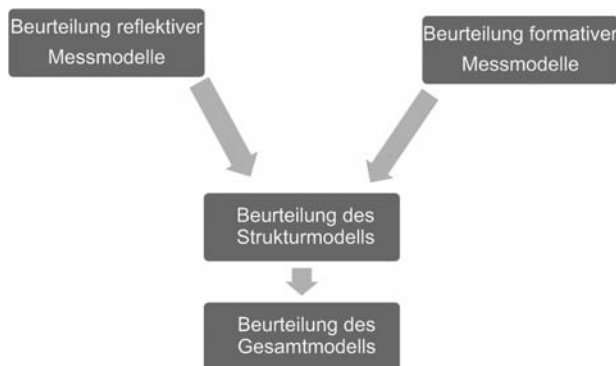 Beurteilung reflektiver
Messmodelle
Beurteilung formativer
Messmodelle
Beurteilung des
Strukturmodells
Beurteilung des
Gesamtmodells